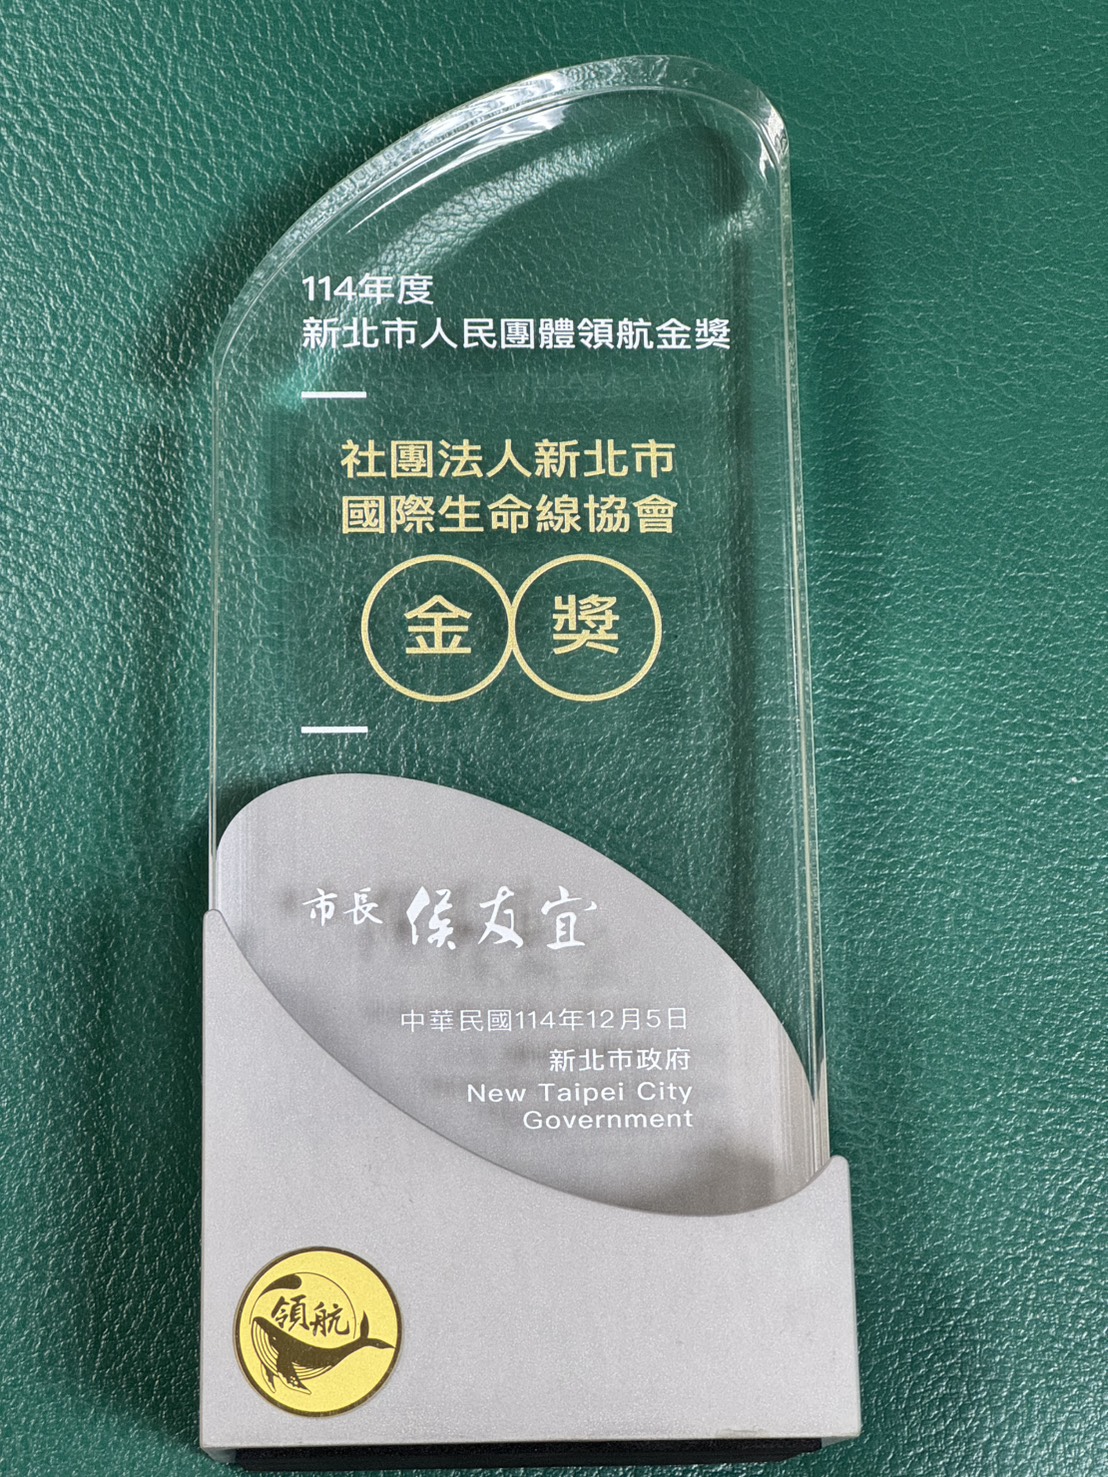 114年度
新北市人民團體領航金獎
社團法人新北市
國際生命線協會
金獎
市長 侯友宜
中華民國114年12月5日
新北市政府
New Taipei City
Government
領航